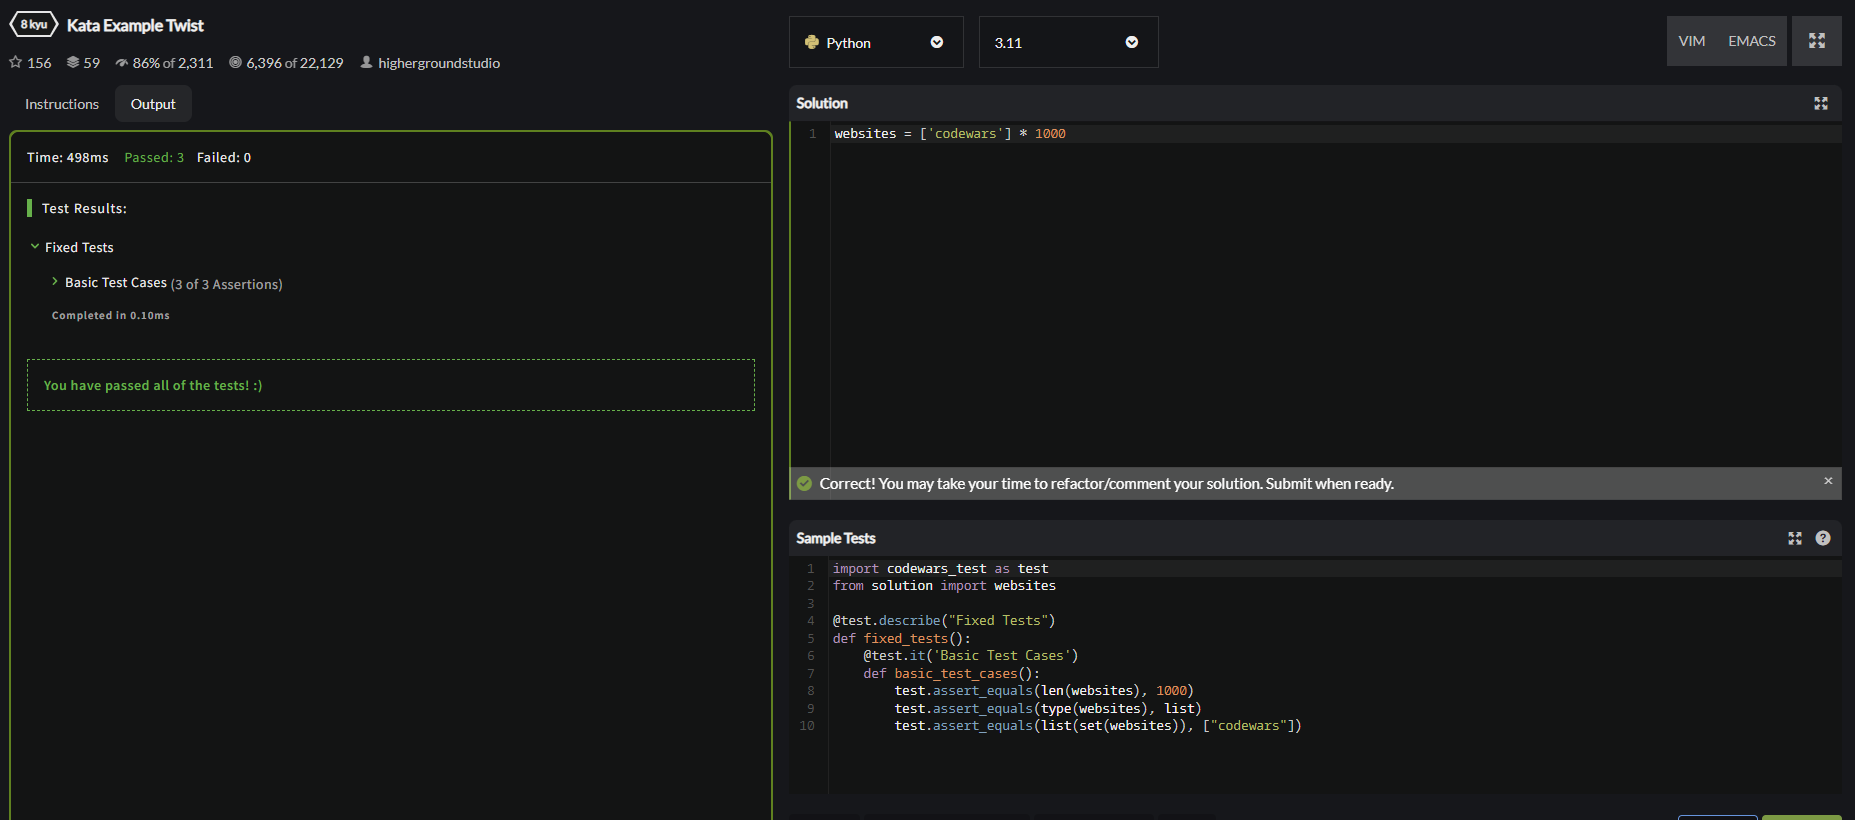 8 kyu Kata Example Twist
156 59 86% of 2,311 6,396 of 22,129 highergroundstudio
Instructions Output
Time: 498ms Passed: 3 Failed: 0
Test Results:
Fixed Tests
Basic Test Cases (3 of 3 Assertions)
Completed in 0.10ms
You have passed all of the tests! :)
Python 3.11 VIM EMACS
Solution
1 websites = ['codewars'] * 1000
Correct! You may take your time to refactor/comment your solution. Submit when ready. ×
Sample Tests ?
1 import codewars_test as test
2 from solution import websites
3
4 @test.describe("Fixed Tests")
5 def fixed_tests():
6     @test.it('Basic Test Cases')
7     def basic_test_cases():
8         test.assert_equals(len(websites), 1000)
9         test.assert_equals(type(websites), list)
10         test.assert_equals(list(set(websites)), ["codewars"])